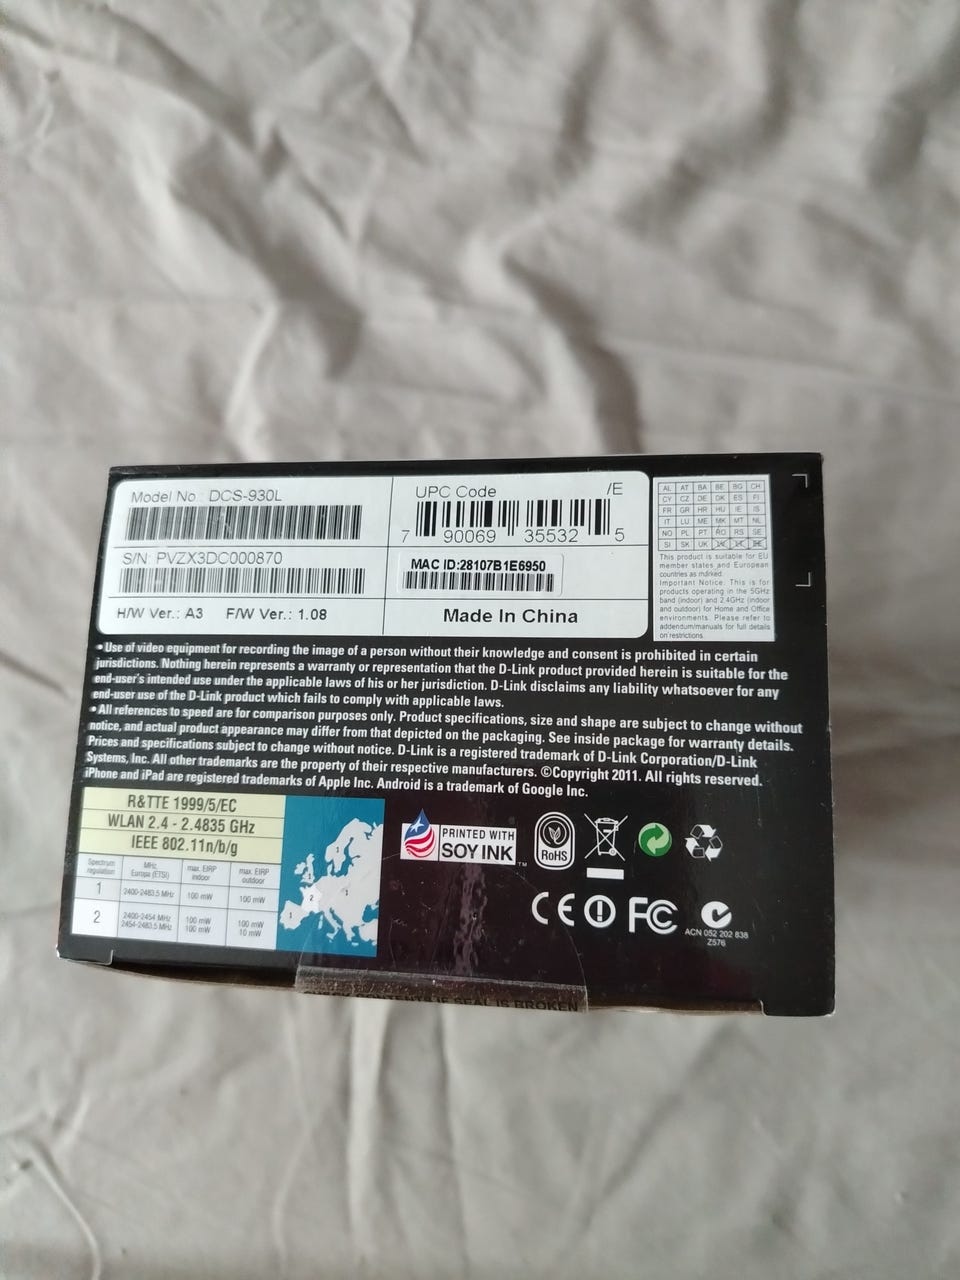 Model No.: DCS-930L
UPC Code /E
7 90069 35532 5
S/N: PVZX3DC000870
MAC ID:28107B1E6950
H/W Ver.: A3 F/W Ver.: 1.08
Made In China
AL AT BA BE BG CH
CY CZ DE DK ES FI
FR GR HR HU IE IS
IT LU ME MK MT NL
NO PL PT RO RS SE
SI SK UK
This product is suitable for EU
member states and European
countries as marked.
Important Notice: This is for
products operating in the 5GHz
band (indoor) and 2.4GHz (indoor
and outdoor) for Home and Office
environments. Please refer to
addendum/manuals for full details
on restrictions.
• Use of video equipment for recording the image of a person without their knowledge and consent is prohibited in certain
jurisdictions. Nothing herein represents a warranty or representation that the D-Link product provided herein is suitable for the
end-user's intended use under the applicable laws of his or her jurisdiction. D-Link disclaims any liability whatsoever for any
end-user use of the D-Link product which fails to comply with applicable laws.
• All references to speed are for comparison purposes only. Product specifications, size and shape are subject to change without
notice, and actual product appearance may differ from that depicted on the packaging. See inside package for warranty details.
Prices and specifications subject to change without notice. D-Link is a registered trademark of D-Link Corporation/D-Link
Systems, Inc. All other trademarks are the property of their respective manufacturers. ©Copyright 2011. All rights reserved.
iPhone and iPad are registered trademarks of Apple Inc. Android is a trademark of Google Inc.
R&TTE 1999/5/EC
WLAN 2.4 - 2.4835 GHz
IEEE 802.11n/b/g
Spectrum regulation MHz Europe (ETSI) max. EIRP indoor max. EIRP outdoor
1 2400-2483.5 MHz 100 mW 100 mW
2 2400-2454 MHz 100 mW 100 mW
2454-2483.5 MHz 100 mW 10 mW
PRINTED WITH
SOY INK™
RoHS
CE FC
ACN 052 202 838
Z576
CONTENTS IF SEAL IS BROKEN